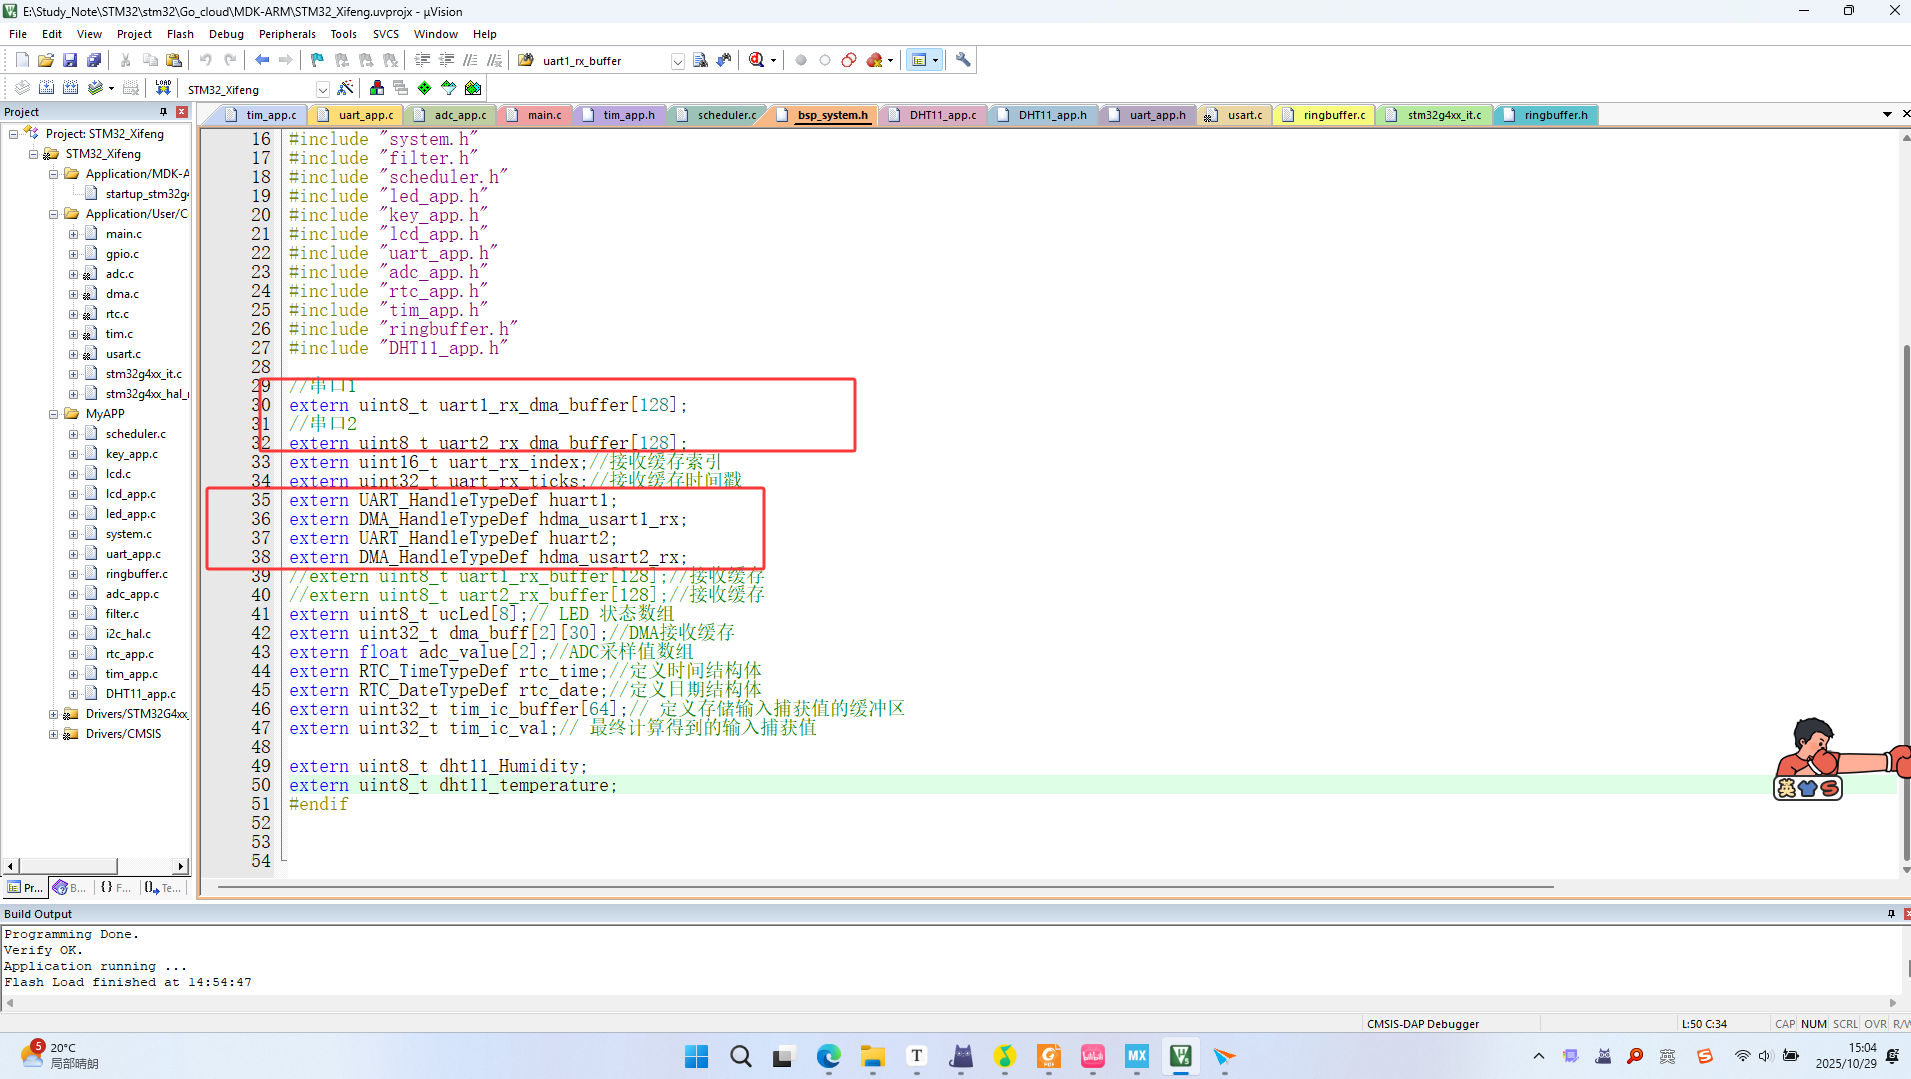 E:\Study_Note\STM32\stm32\Go_cloud\MDK-ARM\STM32_Xifeng.uvprojx - µVision
File Edit View Project Flash Debug Peripherals Tools SVCS Window Help
uart1_rx_buffer
LOAD STM32_Xifeng
Project
tim_app.c uart_app.c adc_app.c main.c tim_app.h scheduler.c bsp_system.h DHT11_app.c DHT11_app.h uart_app.h usart.c ringbuffer.c stm32g4xx_it.c ringbuffer.h
Project: STM32_Xifeng
STM32_Xifeng
Application/MDK-A
startup_stm32g4
Application/User/C
main.c
gpio.c
adc.c
dma.c
rtc.c
tim.c
usart.c
stm32g4xx_it.c
stm32g4xx_hal_
MyAPP
scheduler.c
key_app.c
lcd.c
lcd_app.c
led_app.c
system.c
uart_app.c
ringbuffer.c
adc_app.c
filter.c
i2c_hal.c
rtc_app.c
tim_app.c
DHT11_app.c
Drivers/STM32G4xx_
Drivers/CMSIS
Pr... B... {} F... Te...
16 #include "system.h"
17 #include "filter.h"
18 #include "scheduler.h"
19 #include "led_app.h"
20 #include "key_app.h"
21 #include "lcd_app.h"
22 #include "uart_app.h"
23 #include "adc_app.h"
24 #include "rtc_app.h"
25 #include "tim_app.h"
26 #include "ringbuffer.h"
27 #include "DHT11_app.h"
28
29 //串口1
30 extern uint8_t uart1_rx_dma_buffer[128];
31 //串口2
32 extern uint8_t uart2_rx_dma_buffer[128];
33 extern uint16_t uart_rx_index;//接收缓存索引
34 extern uint32_t uart_rx_ticks;//接收缓存时间戳
35 extern UART_HandleTypeDef huart1;
36 extern DMA_HandleTypeDef hdma_usart1_rx;
37 extern UART_HandleTypeDef huart2;
38 extern DMA_HandleTypeDef hdma_usart2_rx;
39 //extern uint8_t uart1_rx_buffer[128];//接收缓存
40 //extern uint8_t uart2_rx_buffer[128];//接收缓存
41 extern uint8_t ucLed[8];// LED 状态数组
42 extern uint32_t dma_buff[2][30];//DMA接收缓存
43 extern float adc_value[2];//ADC采样值数组
44 extern RTC_TimeTypeDef rtc_time;//定义时间结构体
45 extern RTC_DateTypeDef rtc_date;//定义日期结构体
46 extern uint32_t tim_ic_buffer[64];// 定义存储输入捕获值的缓冲区
47 extern uint32_t tim_ic_val;// 最终计算得到的输入捕获值
48
49 extern uint8_t dht11_Humidity;
50 extern uint8_t dht11_temperature;
51 #endif
52
53
54
英
Build Output
Programming Done.
Verify OK.
Application running ...
Flash Load finished at 14:54:47
CMSIS-DAP Debugger L:50 C:34 CAP NUM SCRL OVR R/W
5 20°C
局部晴朗
T PDF MX 英
15:04
2025/10/29